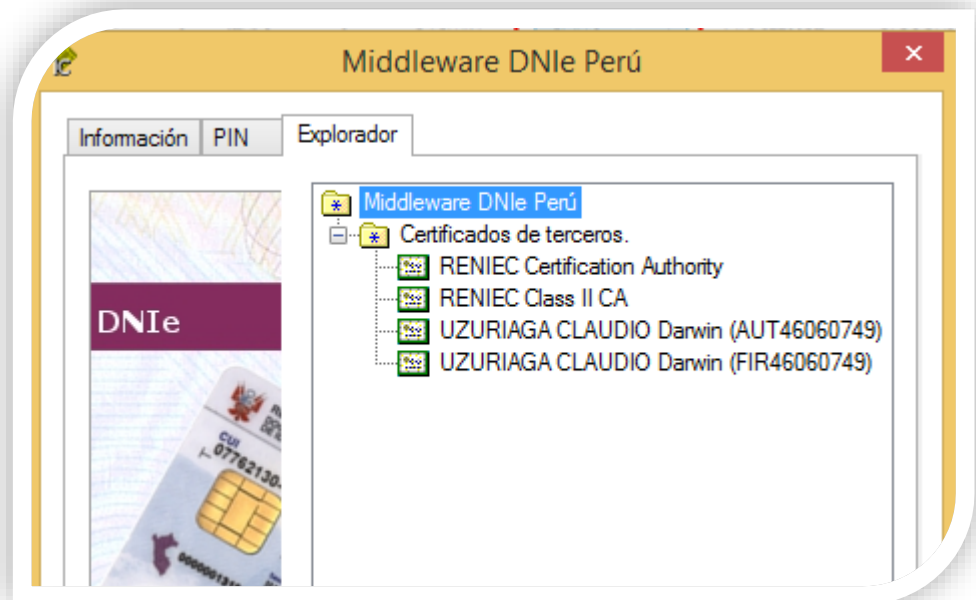 Middleware DNIe Perú
Información
PIN
Explorador
Middleware DNIe Perú
Certificados de terceros.
RENIEC Certification Authority
RENIEC Class II CA
UZURIAGA CLAUDIO Darwin (AUT46060749)
UZURIAGA CLAUDIO Darwin (FIR46060749)
DNIe
CUI